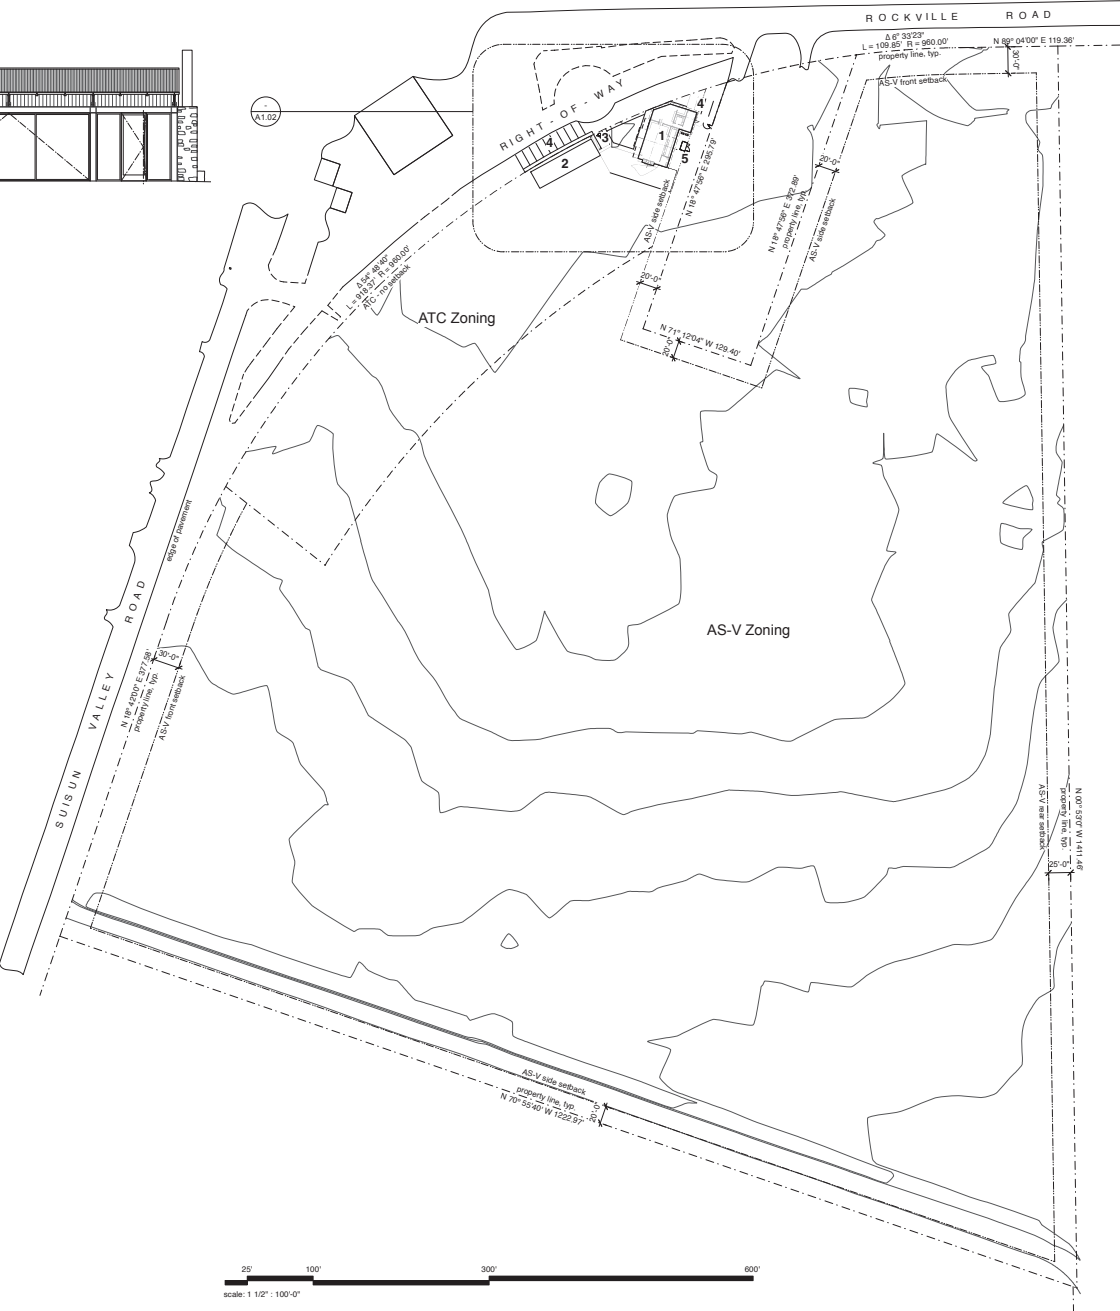 ROCKVILLE ROAD
Δ 6° 33'23"
L = 109.85' R = 960.00'
property line, typ.
N 89° 04'00" E 119.36'
30'-0"
AS-V front setback
A1.02
RIGHT-OF-WAY
4
4
3
1
2
5
20'-0"
N 18° 47'56" E 295.79'
AS-V side setback
N 18° 47'56" E 372.89'
property line, typ.
AS-V side setback
Δ 54° 48'40"
L = 918.37' R = 960.00'
ATC - no setback
20'-0"
ATC Zoning
N 71° 12'04" W 129.40'
20'-0"
edge of pavement
SUISUN VALLEY ROAD
AS-V Zoning
30'-0"
N 18° 42'00" E 377.58'
property line, typ.
AS-V front setback
AS-V rear setback
property line, typ.
N 00° 53'0" W 1411.46'
25'-0"
AS-V side setback
property line, typ.
N 70° 55'40" W 1222.97'
20'-0"
25' 100' 300' 600'
scale: 1 1/2" : 100'-0"